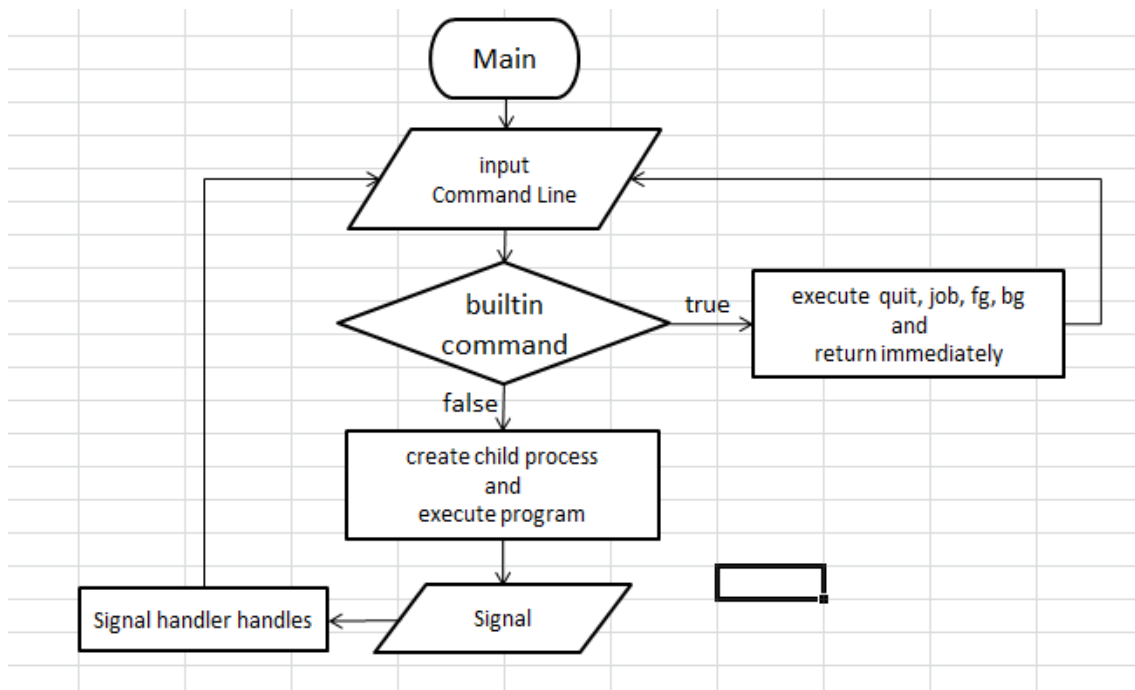 Main
input
Command Line
builtin
command
true
execute quit, job, fg, bg
and
return immediately
false
create child process
and
execute program
Signal handler handles
Signal